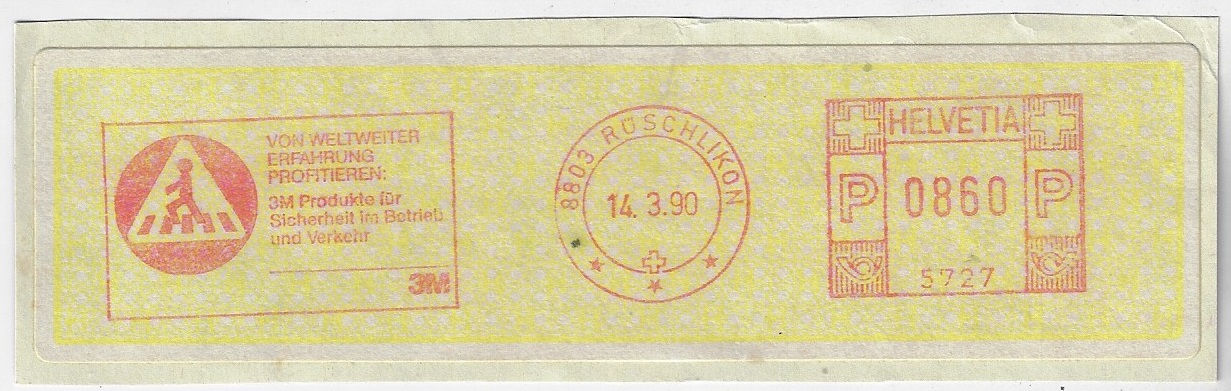 VON WELTWEITER
ERFAHRUNG
PROFITIEREN:
3M Produkte für
Sicherheit im Betrieb
und Verkehr
3M
8803 RÜSCHLIKON
14. 3.90
HELVETIA
P 0860 P
5727